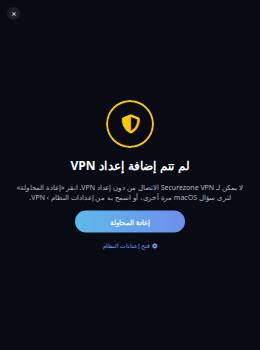 لم تتم إضافة إعداد VPN
لا يمكن لـ Securezone VPN الاتصال من دون إعداد VPN. انقر «إعادة المحاولة»
لترى سؤال macOS مرة أخرى، أو اسمح به من إعدادات النظام ‹ VPN.
إعادة المحاولة
فتح إعدادات النظام